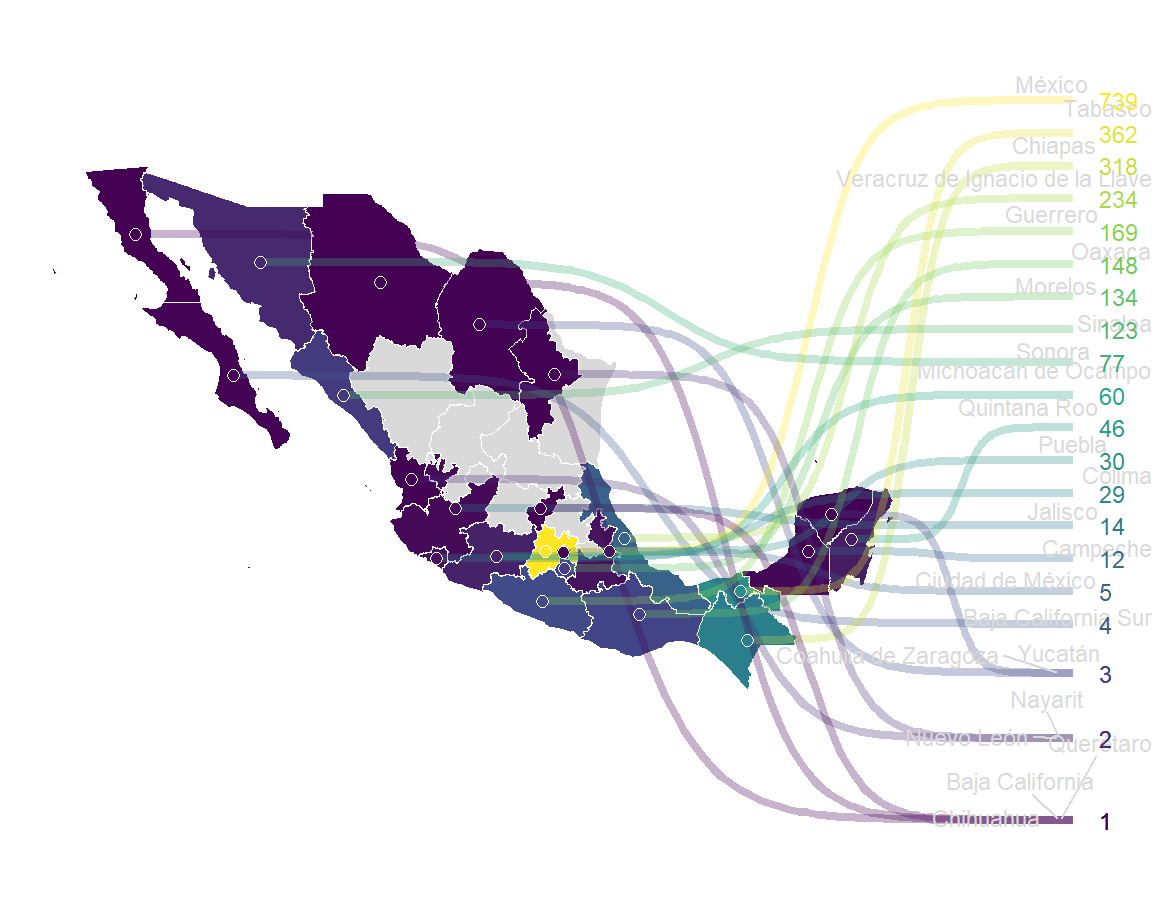 México
739
Tabasco
362
Chiapas
318
Veracruz de Ignacio de la Llave
234
Guerrero
169
Oaxaca
148
Morelos
134
Sinaloa
123
Sonora
77
Michoacán de Ocampo
60
Quintana Roo
46
Puebla
30
Colima
29
Jalisco
14
Campeche
12
Ciudad de México
5
Baja California Sur
4
Coahuila de Zaragoza
Yucatán
3
Nayarit
Nuevo León
2
Querétaro
Baja California
Chihuahua
1